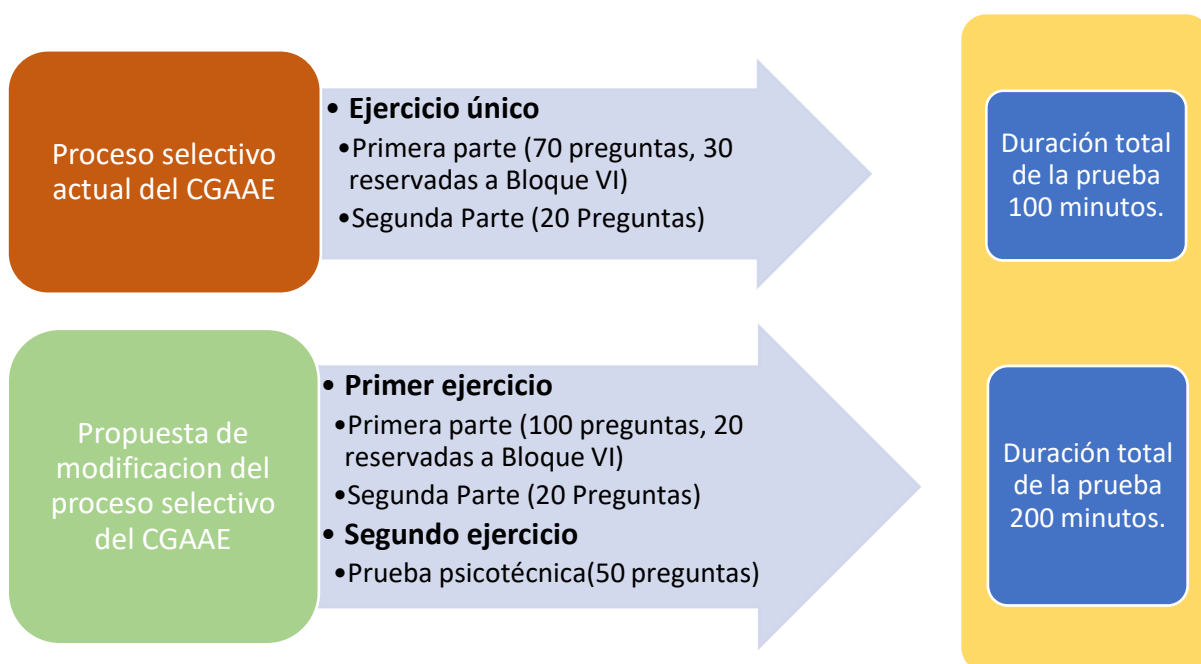 Proceso selectivo
actual del CGAAE
• Ejercicio único
•Primera parte (70 preguntas, 30
reservadas a Bloque VI)
•Segunda Parte (20 Preguntas)
Duración total
de la prueba
100 minutos.
Propuesta de
modificacion del
proceso selectivo
del CGAAE
• Primer ejercicio
•Primera parte (100 preguntas, 20
reservadas a Bloque VI)
•Segunda Parte (20 Preguntas)
• Segundo ejercicio
•Prueba psicotécnica(50 preguntas)
Duración total
de la prueba
200 minutos.